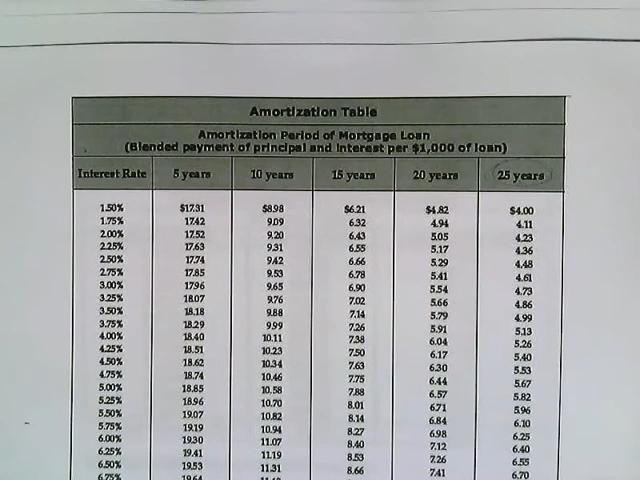 Amortization Table
Amortization Period of Mortgage Loan
(Blended payment of principal and interest per $1,000 of loan)
Interest Rate 5 years 10 years 15 years 20 years 25 years
1.50% $17.31 $8.98 $6.21 $4.82 $4.00
1.75% 17.42 9.09 6.32 4.94 4.11
2.00% 17.52 9.20 6.43 5.05 4.23
2.25% 17.63 9.31 6.55 5.17 4.36
2.50% 17.74 9.42 6.66 5.29 4.48
2.75% 17.85 9.53 6.78 5.41 4.61
3.00% 17.96 9.65 6.90 5.54 4.73
3.25% 18.07 9.76 7.02 5.66 4.86
3.50% 18.18 9.88 7.14 5.79 4.99
3.75% 18.29 9.99 7.26 5.91 5.13
4.00% 18.40 10.11 7.38 6.04 5.26
4.25% 18.51 10.23 7.50 6.17 5.40
4.50% 18.62 10.34 7.63 6.30 5.53
4.75% 18.74 10.46 7.75 6.44 5.67
5.00% 18.85 10.58 7.88 6.57 5.82
5.25% 18.96 10.70 8.01 6.71 5.96
5.50% 19.07 10.82 8.14 6.84 6.10
5.75% 19.19 10.94 8.27 6.98 6.25
6.00% 19.30 11.07 8.40 7.12 6.40
6.25% 19.41 11.19 8.53 7.26 6.55
6.50% 19.53 11.31 8.66 7.41 6.70
6.75% 19.64